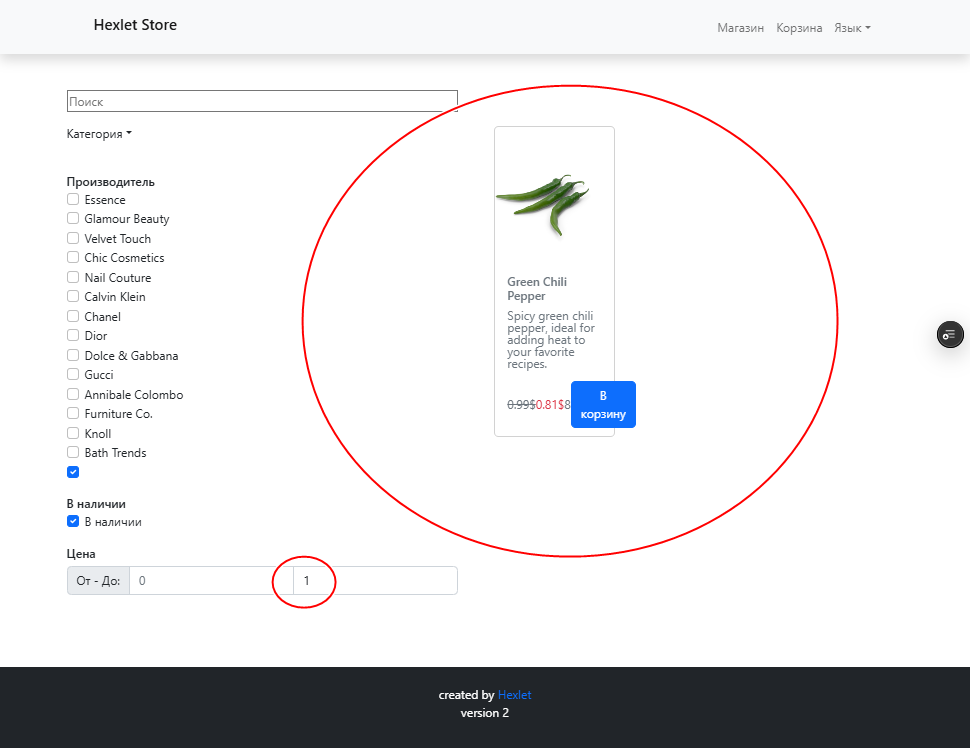 Hexlet Store
Магазин Корзина Язык
Поиск
Категория
Производитель
Essence
Glamour Beauty
Velvet Touch
Chic Cosmetics
Nail Couture
Calvin Klein
Chanel
Dior
Dolce & Gabbana
Gucci
Annibale Colombo
Furniture Co.
Knoll
Bath Trends
В наличии
В наличии
Цена
От - До: 0 1
Green Chili
Pepper
Spicy green chili
pepper, ideal for
adding heat to
your favorite
recipes.
0.99$0.81$8
В
корзину
created by Hexlet
version 2